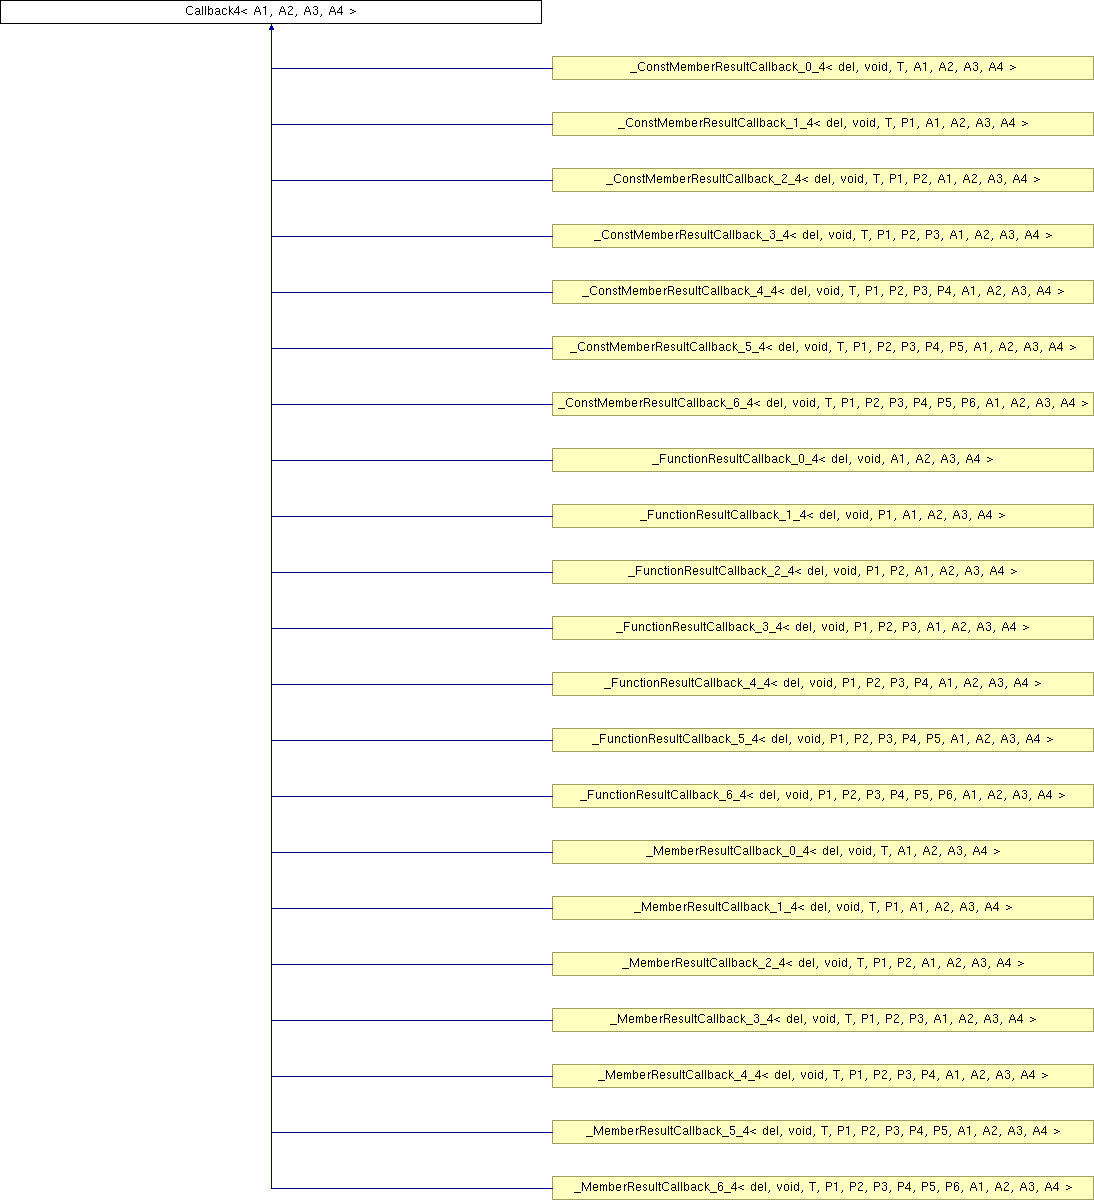 Callback4< A1, A2, A3, A4 >
_ConstMemberResultCallback_0_4< del, void, T, A1, A2, A3, A4 >
_ConstMemberResultCallback_1_4< del, void, T, P1, A1, A2, A3, A4 >
_ConstMemberResultCallback_2_4< del, void, T, P1, P2, A1, A2, A3, A4 >
_ConstMemberResultCallback_3_4< del, void, T, P1, P2, P3, A1, A2, A3, A4 >
_ConstMemberResultCallback_4_4< del, void, T, P1, P2, P3, P4, A1, A2, A3, A4 >
_ConstMemberResultCallback_5_4< del, void, T, P1, P2, P3, P4, P5, A1, A2, A3, A4 >
_ConstMemberResultCallback_6_4< del, void, T, P1, P2, P3, P4, P5, P6, A1, A2, A3, A4 >
_FunctionResultCallback_0_4< del, void, A1, A2, A3, A4 >
_FunctionResultCallback_1_4< del, void, P1, A1, A2, A3, A4 >
_FunctionResultCallback_2_4< del, void, P1, P2, A1, A2, A3, A4 >
_FunctionResultCallback_3_4< del, void, P1, P2, P3, A1, A2, A3, A4 >
_FunctionResultCallback_4_4< del, void, P1, P2, P3, P4, A1, A2, A3, A4 >
_FunctionResultCallback_5_4< del, void, P1, P2, P3, P4, P5, A1, A2, A3, A4 >
_FunctionResultCallback_6_4< del, void, P1, P2, P3, P4, P5, P6, A1, A2, A3, A4 >
_MemberResultCallback_0_4< del, void, T, A1, A2, A3, A4 >
_MemberResultCallback_1_4< del, void, T, P1, A1, A2, A3, A4 >
_MemberResultCallback_2_4< del, void, T, P1, P2, A1, A2, A3, A4 >
_MemberResultCallback_3_4< del, void, T, P1, P2, P3, A1, A2, A3, A4 >
_MemberResultCallback_4_4< del, void, T, P1, P2, P3, P4, A1, A2, A3, A4 >
_MemberResultCallback_5_4< del, void, T, P1, P2, P3, P4, P5, A1, A2, A3, A4 >
_MemberResultCallback_6_4< del, void, T, P1, P2, P3, P4, P5, P6, A1, A2, A3, A4 >